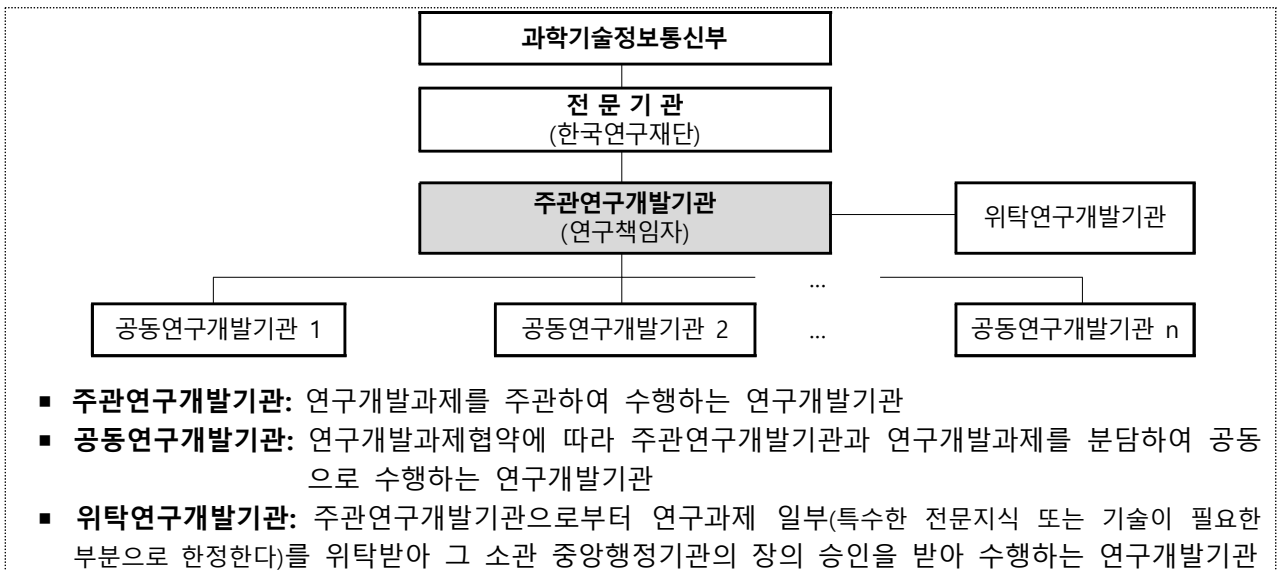 과학기술정보통신부
전 문 기 관
(한국연구재단)
주관연구개발기관
(연구책임자)
위탁연구개발기관
...
공동연구개발기관 1
공동연구개발기관 2
...
공동연구개발기관 n
▪ 주관연구개발기관: 연구개발과제를 주관하여 수행하는 연구개발기관
▪ 공동연구개발기관: 연구개발과제협약에 따라 주관연구개발기관과 연구개발과제를 분담하여 공동
으로 수행하는 연구개발기관
▪ 위탁연구개발기관: 주관연구개발기관으로부터 연구과제 일부(특수한 전문지식 또는 기술이 필요한
부분으로 한정한다)를 위탁받아 그 소관 중앙행정기관의 장의 승인을 받아 수행하는 연구개발기관